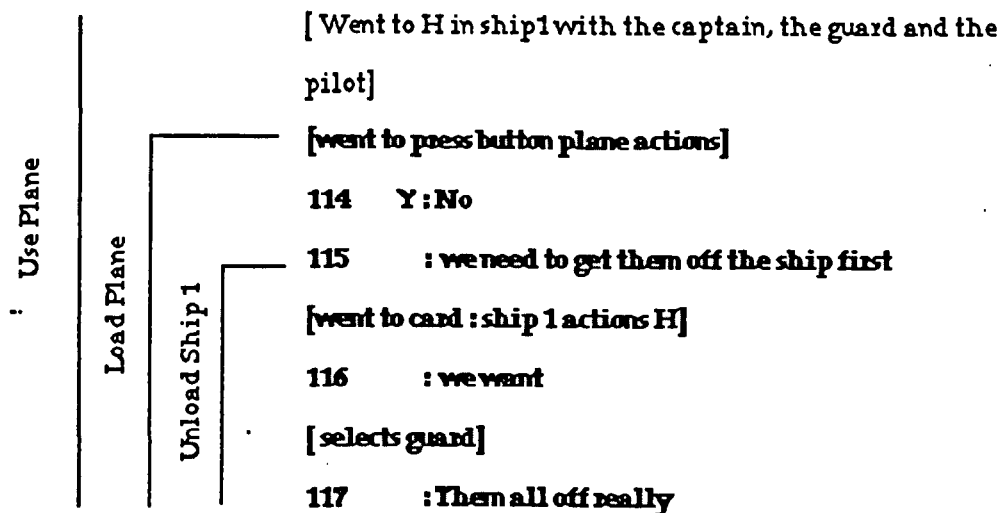 [ Went to H in ship1 with the captain, the guard and the
pilot]
[went to press button plane actions]
114 Y : No
115 : we need to get them off the ship first
[went to card : ship 1 actions H]
116 : we want
[ selects guard]
117 : Them all off really
Use Plane
Load Plane
Unload Ship 1